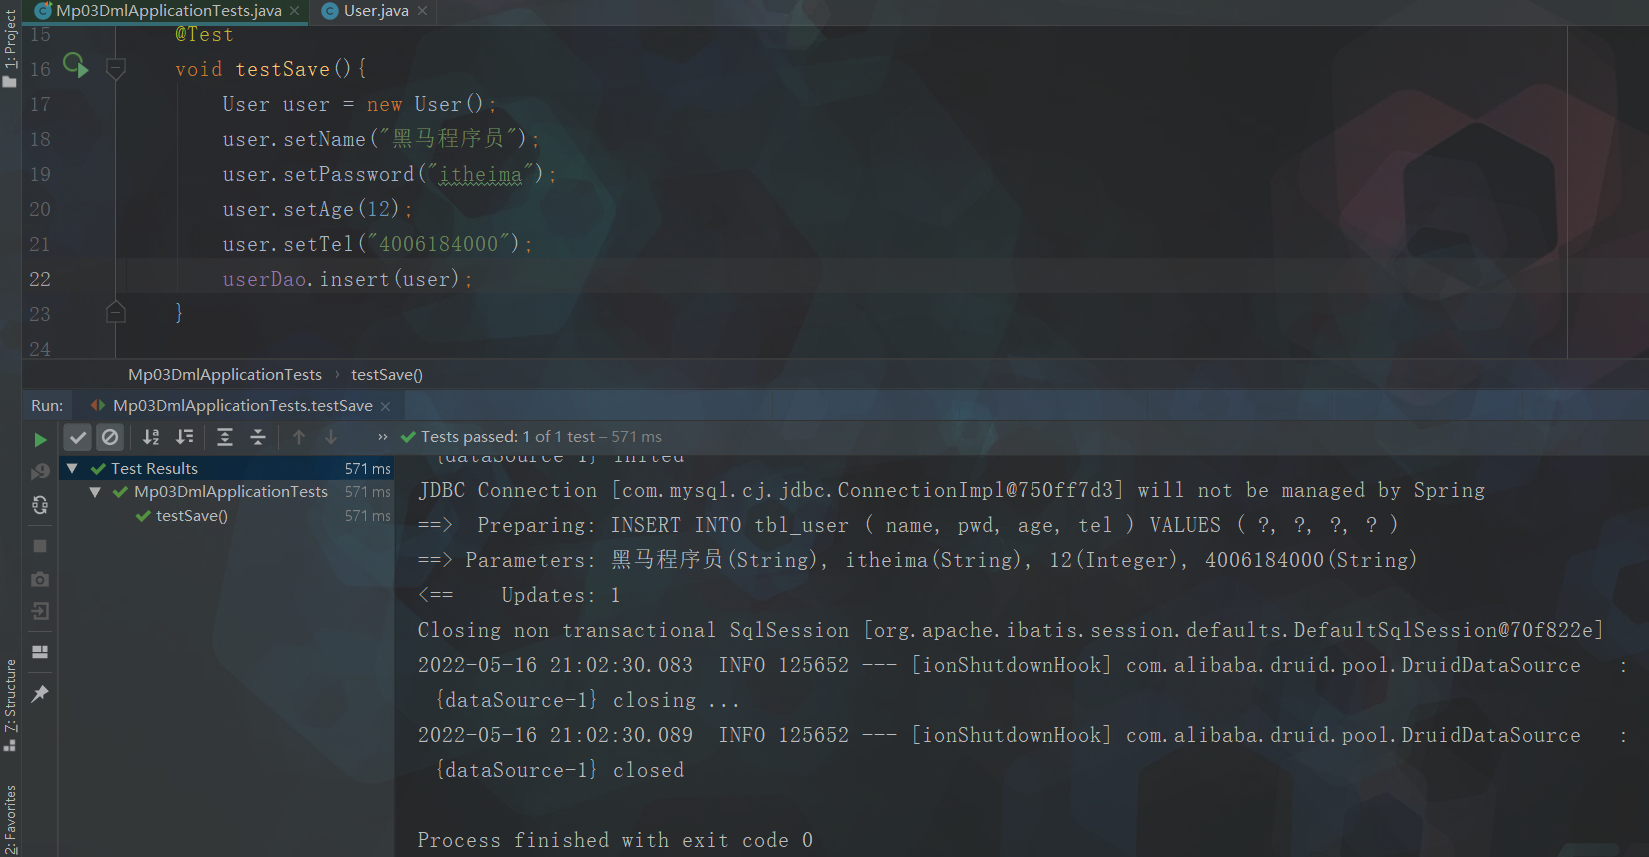 Mp03DmlApplicationTests.java × User.java ×
1: Project
15 @Test
16 void testSave(){
17 User user = new User();
18 user.setName("黑马程序员");
19 user.setPassword("itheima");
20 user.setAge(12);
21 user.setTel("4006184000");
22 userDao.insert(user);
23 }
24
Mp03DmlApplicationTests › testSave()
Run: Mp03DmlApplicationTests.testSave ×
» Tests passed: 1 of 1 test – 571 ms
Test Results 571 ms
Mp03DmlApplicationTests 571 ms
testSave() 571 ms
{dataSource-1} inited
JDBC Connection [com.mysql.cj.jdbc.ConnectionImpl@750ff7d3] will not be managed by Spring
==>  Preparing: INSERT INTO tbl_user ( name, pwd, age, tel ) VALUES ( ?, ?, ?, ? )
==> Parameters: 黑马程序员(String), itheima(String), 12(Integer), 4006184000(String)
<==    Updates: 1
Closing non transactional SqlSession [org.apache.ibatis.session.defaults.DefaultSqlSession@70f822e]
2022-05-16 21:02:30.083  INFO 125652 --- [ionShutdownHook] com.alibaba.druid.pool.DruidDataSource   :
{dataSource-1} closing ...
2022-05-16 21:02:30.089  INFO 125652 --- [ionShutdownHook] com.alibaba.druid.pool.DruidDataSource   :
{dataSource-1} closed
Process finished with exit code 0
7: Structure
2: Favorites